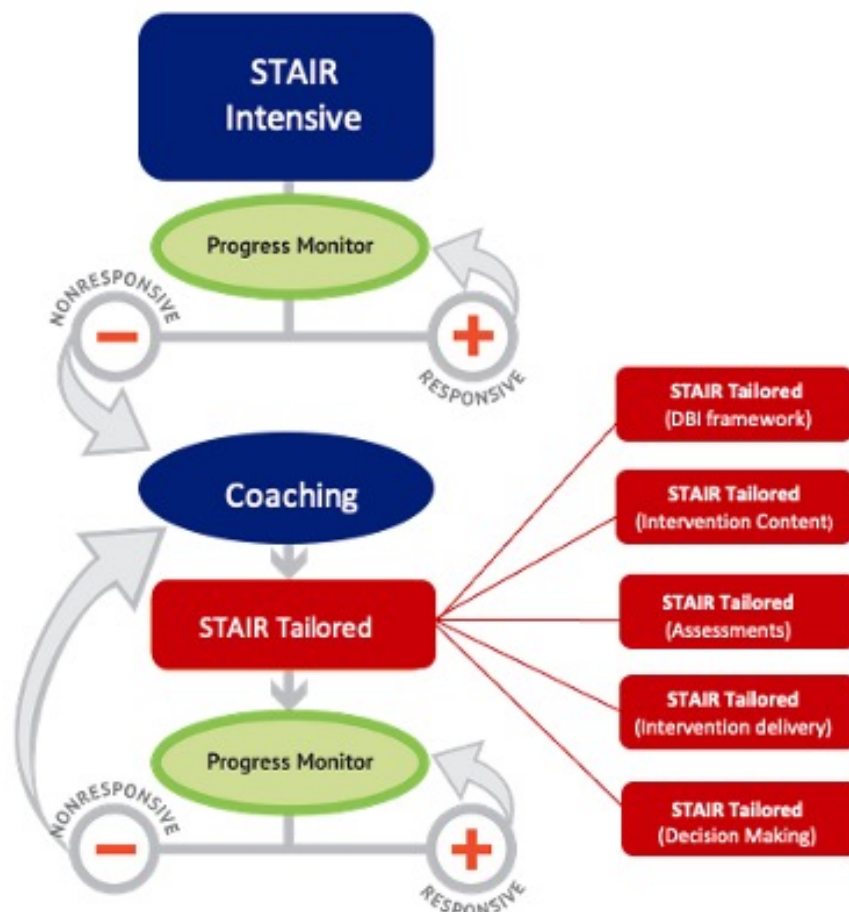 STAIR
Intensive
Progress Monitor
NONRESPONSIVE
RESPONSIVE
Coaching
STAIR Tailored
Progress Monitor
NONRESPONSIVE
RESPONSIVE
STAIR Tailored
(DBI framework)
STAIR Tailored
(Intervention Content)
STAIR Tailored
(Assessments)
STAIR Tailored
(Intervention delivery)
STAIR Tailored
(Decision Making)